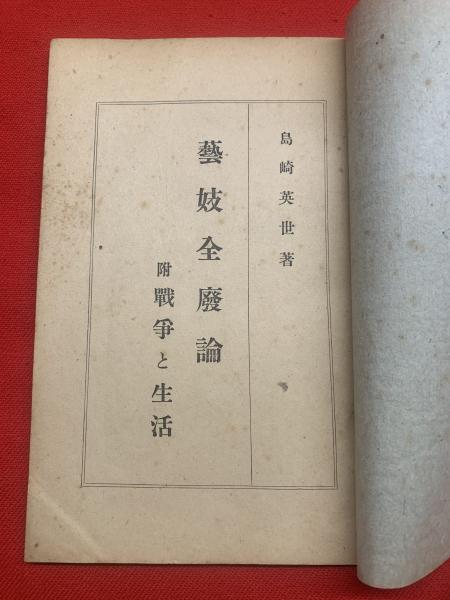 島崎英世著
藝妓全廢論
附 戰爭と生活